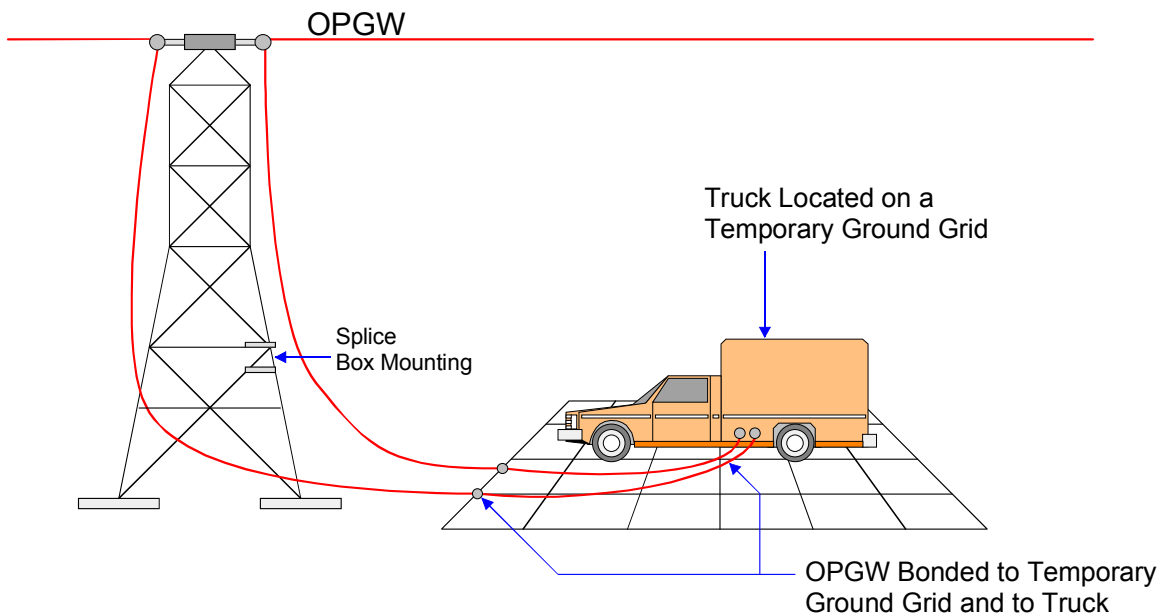 OPGW
Truck Located on a
Temporary Ground Grid
Splice
Box Mounting
OPGW Bonded to Temporary
Ground Grid and to Truck